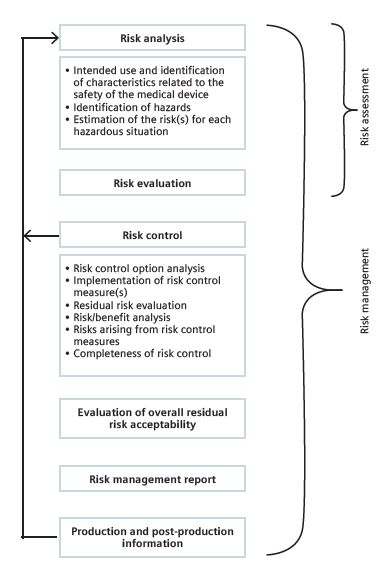 Risk analysis
• Intended use and identification
of characteristics related to the
safety of the medical device
• Identification of hazards
• Estimation of the risk(s) for each
hazardous situation
Risk evaluation
Risk control
• Risk control option analysis
• Implementation of risk control
measure(s)
• Residual risk evaluation
• Risk/benefit analysis
• Risks arising from risk control
measures
• Completeness of risk control
Evaluation of overall residual
risk acceptability
Risk management report
Production and post-production
information
Risk assessment
Risk management